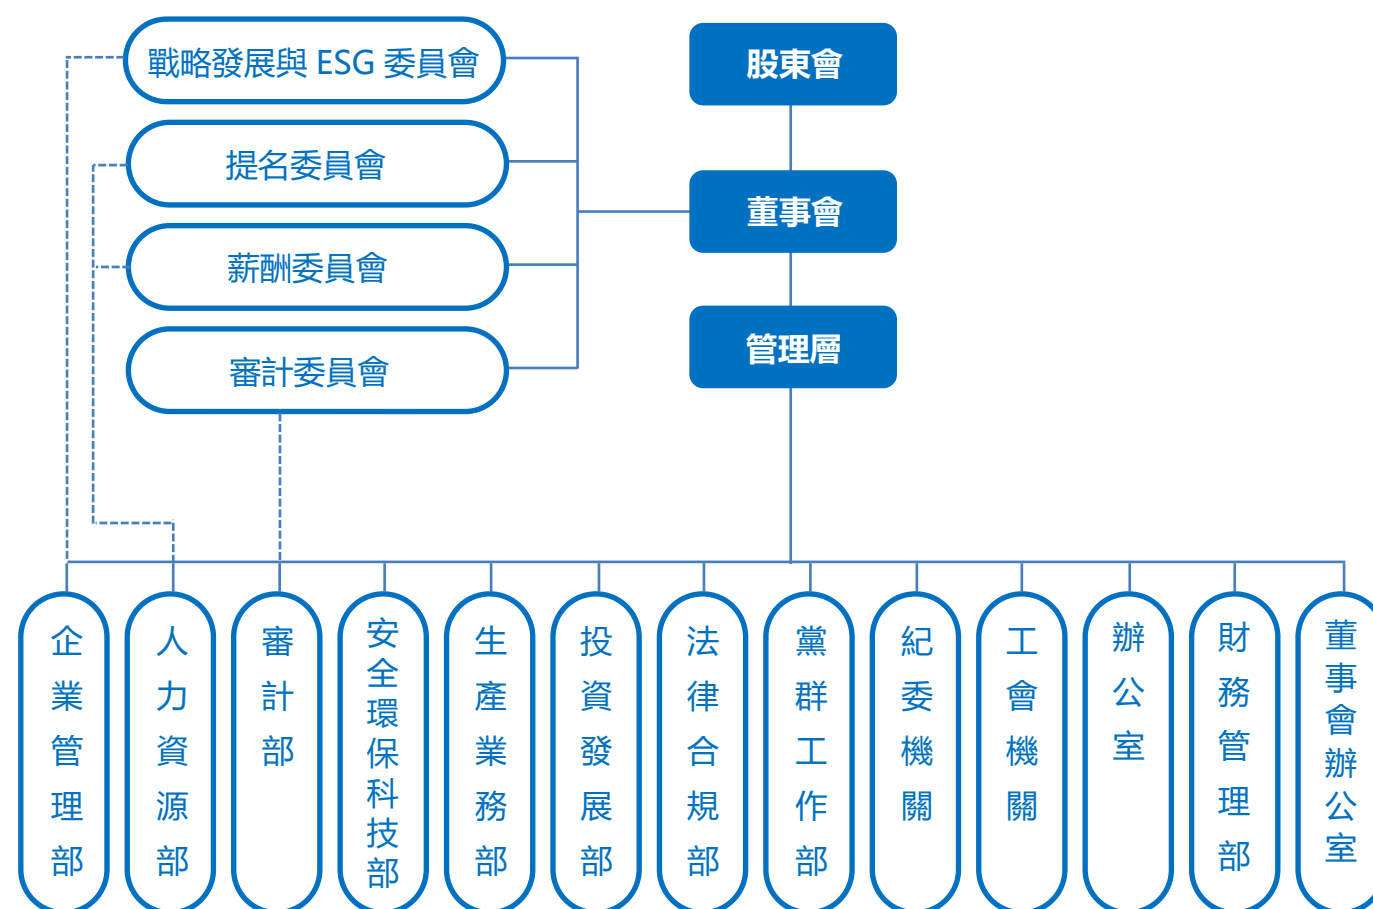 戰略發展與 ESG 委員會
提名委員會
薪酬委員會
審計委員會
股東會
董事會
管理層
企業管理部
人力資源部
審計部
安全環保科技部
生產業務部
投資發展部
法律合規部
黨群工作部
紀委機關
工會機關
辦公室
財務管理部
董事會辦公室